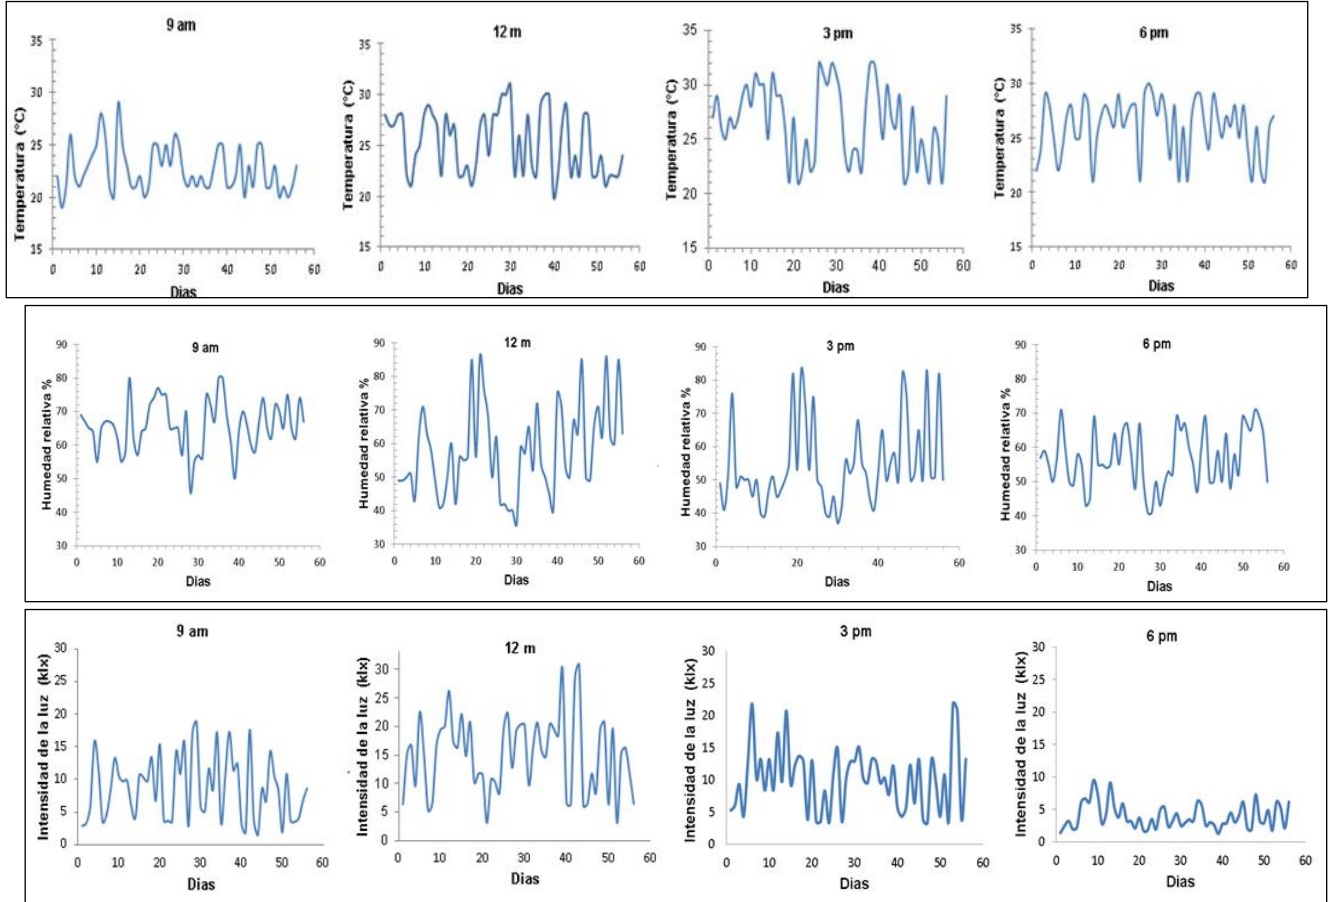 9 am
12 m
3 pm
6 pm
Temperatura (°C)
35
30
25
20
15
0 10 20 30 40 50 60
Dias
Temperatura (°C)
35
30
25
20
15
0 10 20 30 40 50 60
Dias
Temperatura (°C)
35
30
25
20
15
0 10 20 30 40 50 60
Dias
Temperatura (°C)
35
30
25
20
15
0 10 20 30 40 50 60
Dias
9 am
12 m
3 pm
6 pm
Humedad relativa %
90
80
70
60
50
40
30
0 10 20 30 40 50 60
Dias
Humedad relativa %
90
80
70
60
50
40
30
0 10 20 30 40 50 60
Dias
Humedad relativa %
90
80
70
60
50
40
30
0 20 40 60
Dias
Humedad relativa %
90
80
70
60
50
40
30
0 10 20 30 40 50 60
Dias
9 am
12 m
3 pm
6 pm
Intensidad de la luz (klx)
30
25
20
15
10
5
0
0 10 20 30 40 50 60
Dias
Intensidad de la luz (klx)
30
25
20
15
10
5
0
0 10 20 30 40 50 60
Dias
Intensidad de la luz (klx)
30
25
20
15
10
5
0
0 10 20 30 40 50 60
Dias
Intensidad de la luz (klx)
30
25
20
15
10
5
0
0 10 20 30 40 50 60
Dias